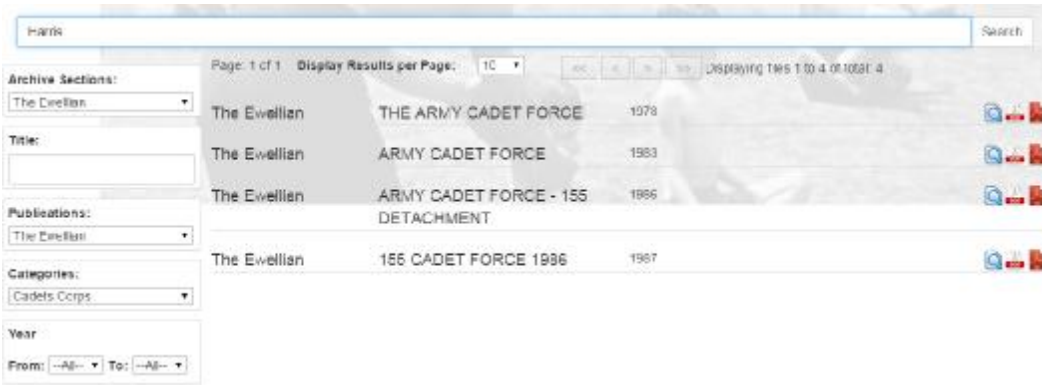 Harris
Search
Page: 1 of 1 Display Results per Page: 10 << < > >> Displaying files 1 to 4 of total: 4
Archive Sections:
The Ewellian
Title:
Publications:
The Ewellian
Categories:
Cadets Corps
Year
From: --All-- To: --All--
The Ewellian THE ARMY CADET FORCE 1978
The Ewellian ARMY CADET FORCE 1983
The Ewellian ARMY CADET FORCE - 155
DETACHMENT 1986
The Ewellian 155 CADET FORCE 1986 1987